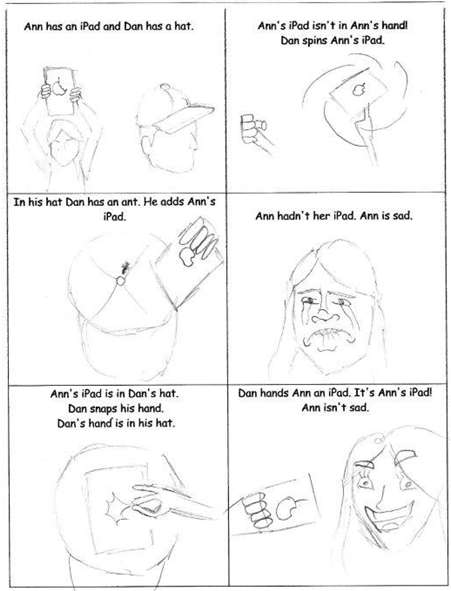 Ann has an iPad and Dan has a hat.
Ann's iPad isn't in Ann's hand!
Dan spins Ann's iPad.
In his hat Dan has an ant. He adds Ann's
iPad.
Ann hadn't her iPad. Ann is sad.
Ann's iPad is in Dan's hat.
Dan snaps his hand.
Dan's hand is in his hat.
Dan hands Ann an iPad. It's Ann's iPad!
Ann isn't sad.